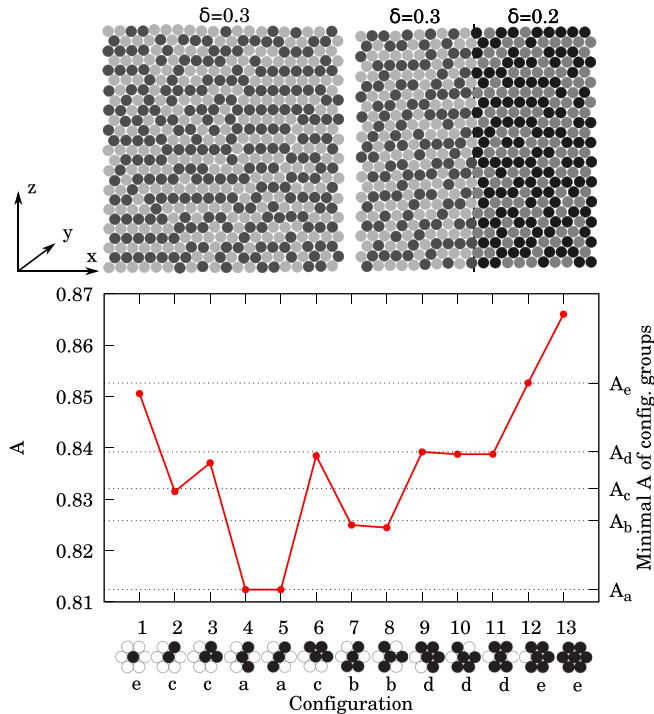 δ=0.3
δ=0.3 δ=0.2
z
y
x
0.87
0.86
0.85
0.84
0.83
0.82
0.81
A
Aₑ
A_d
A_c
A_b
Aₐ
Minimal A of config. groups
1 2 3 4 5 6 7 8 9 10 11 12 13
e c c a a c b b d d d e e
Configuration